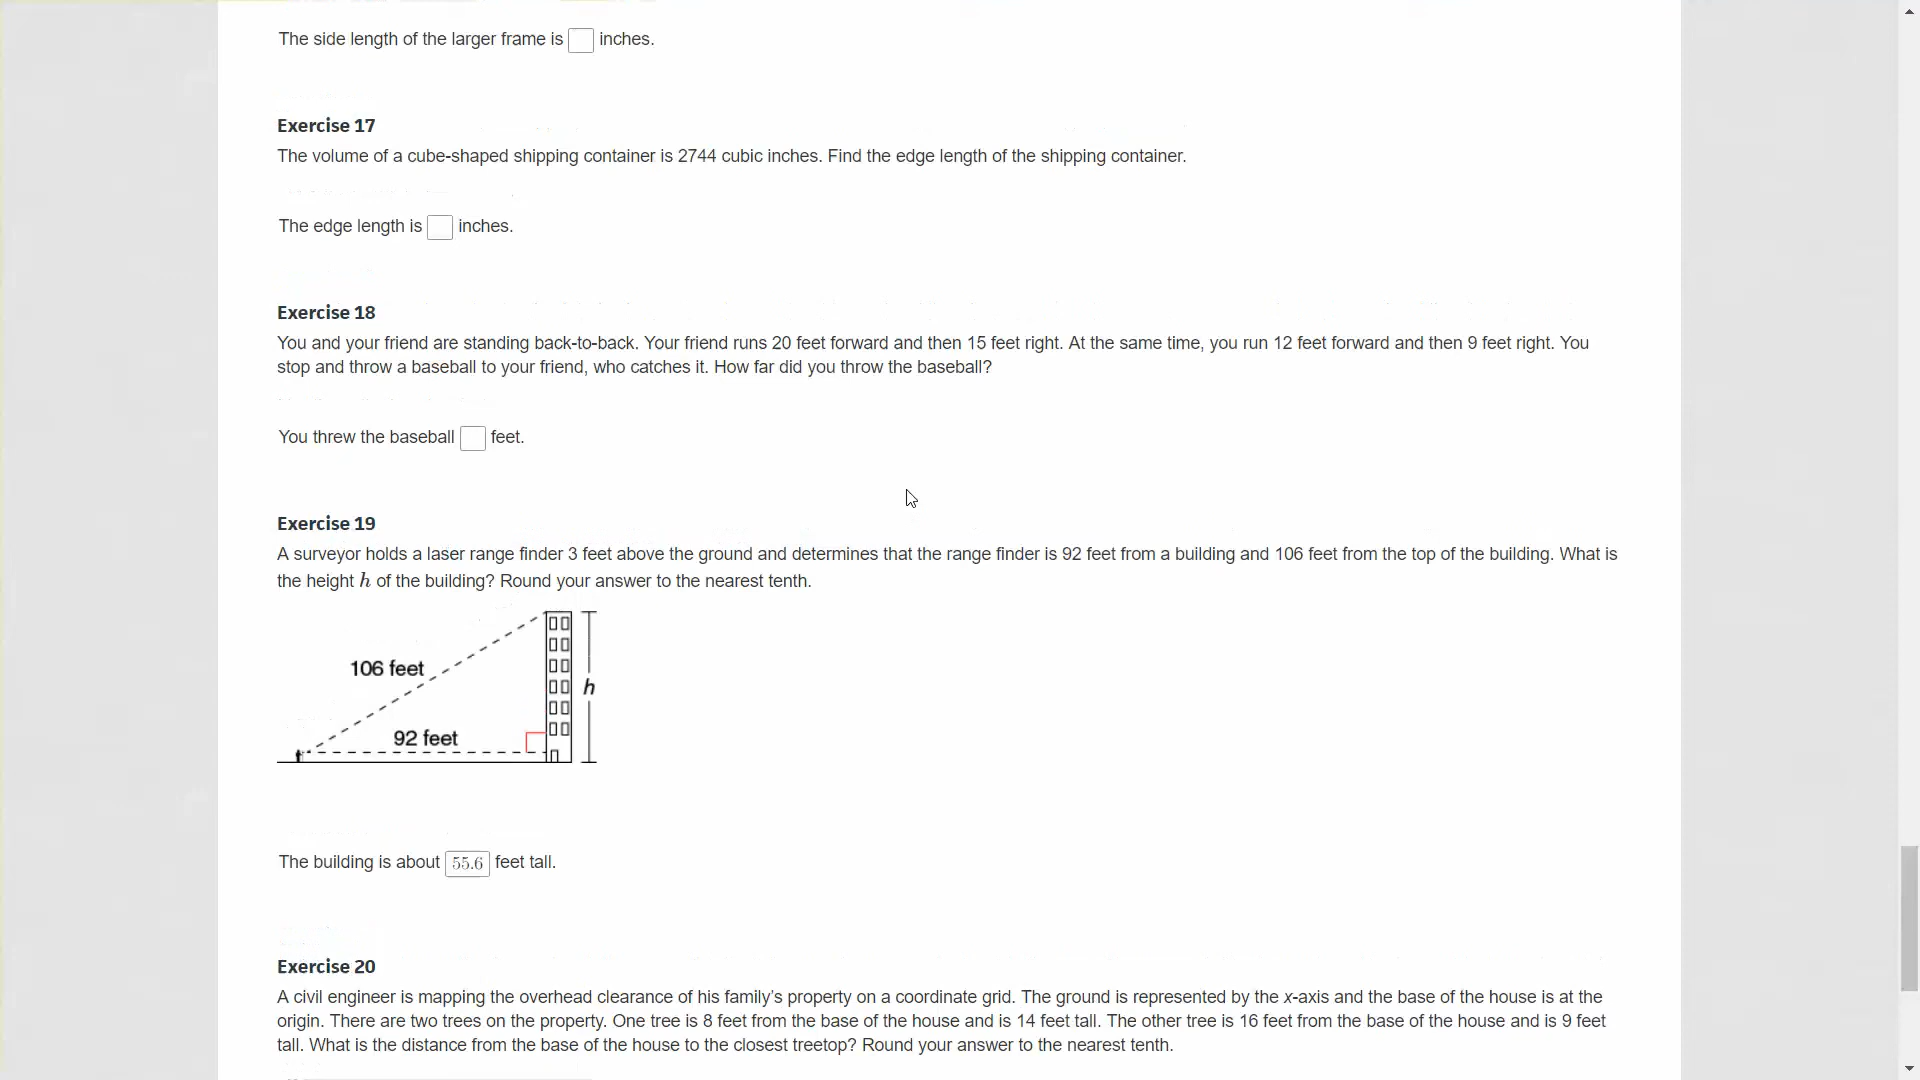 The side length of the larger frame is inches.
Exercise 17
The volume of a cube-shaped shipping container is 2744 cubic inches. Find the edge length of the shipping container.
The edge length is inches.
Exercise 18
You and your friend are standing back-to-back. Your friend runs 20 feet forward and then 15 feet right. At the same time, you run 12 feet forward and then 9 feet right. You
stop and throw a baseball to your friend, who catches it. How far did you throw the baseball?
You threw the baseball feet.
Exercise 19
A surveyor holds a laser range finder 3 feet above the ground and determines that the range finder is 92 feet from a building and 106 feet from the top of the building. What is
the height h of the building? Round your answer to the nearest tenth.
106 feet
h
92 feet
The building is about 55.6 feet tall.
Exercise 20
A civil engineer is mapping the overhead clearance of his family's property on a coordinate grid. The ground is represented by the x-axis and the base of the house is at the
origin. There are two trees on the property. One tree is 8 feet from the base of the house and is 14 feet tall. The other tree is 16 feet from the base of the house and is 9 feet
tall. What is the distance from the base of the house to the closest treetop? Round your answer to the nearest tenth.